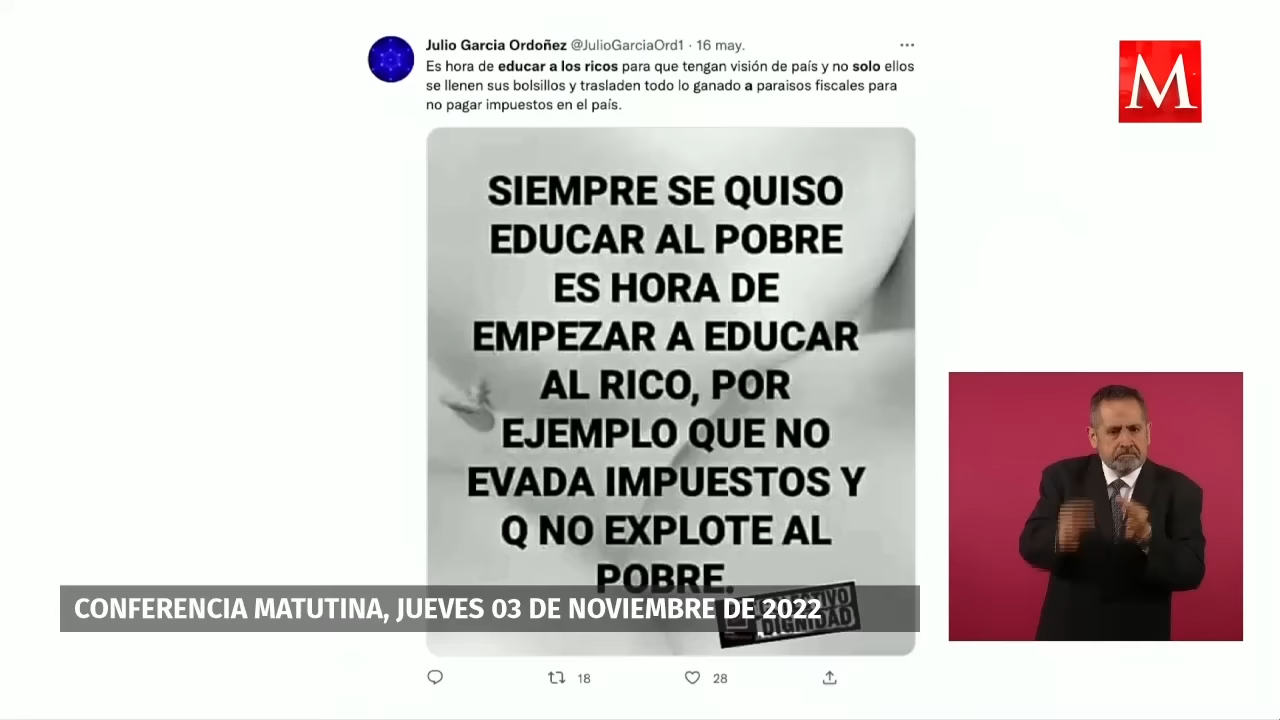 Julio Garcia Ordoñez @JulioGarciaOrd1 · 16 may.
Es hora de educar a los ricos para que tengan visión de país y no solo ellos
se llenen sus bolsillos y trasladen todo lo ganado a paraisos fiscales para
no pagar impuestos en el país.
M
SIEMPRE SE QUISO
EDUCAR AL POBRE
ES HORA DE
EMPEZAR A EDUCAR
AL RICO, POR
EJEMPLO QUE NO
EVADA IMPUESTOS Y
Q NO EXPLOTE AL
POBRE.
DIGNIDAD
CONFERENCIA MATUTINA, JUEVES 03 DE NOVIEMBRE DE 2022
18
28